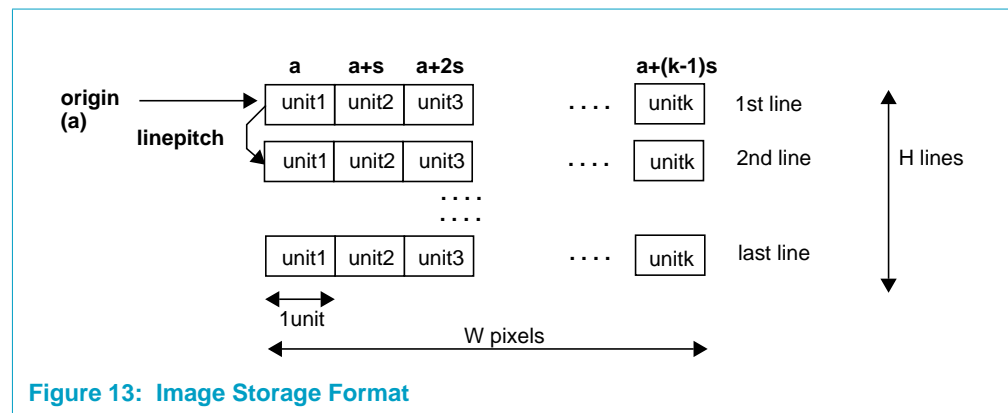 a a+s a+2s a+(k-1)s
origin
(a)
unit1 unit2 unit3 .... unitk 1st line
linepitch
unit1 unit2 unit3 .... unitk 2nd line
H lines
....
....
unit1 unit2 unit3 .... unitk last line
1unit
W pixels
Figure 13: Image Storage Format